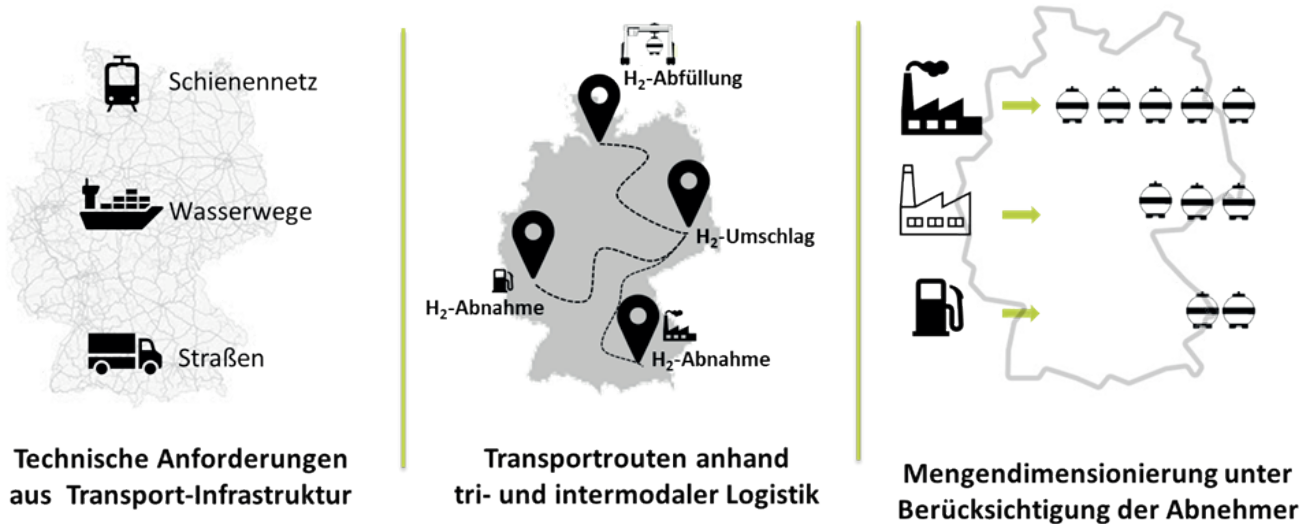 Schienennetz
Wasserwege
Straßen
Technische Anforderungen
aus Transport-Infrastruktur
H₂-Abfüllung
H₂-Umschlag
H₂-Abnahme
H₂-Abnahme
Transportrouten anhand
tri- und intermodaler Logistik
Mengendimensionierung unter
Berücksichtigung der Abnehmer